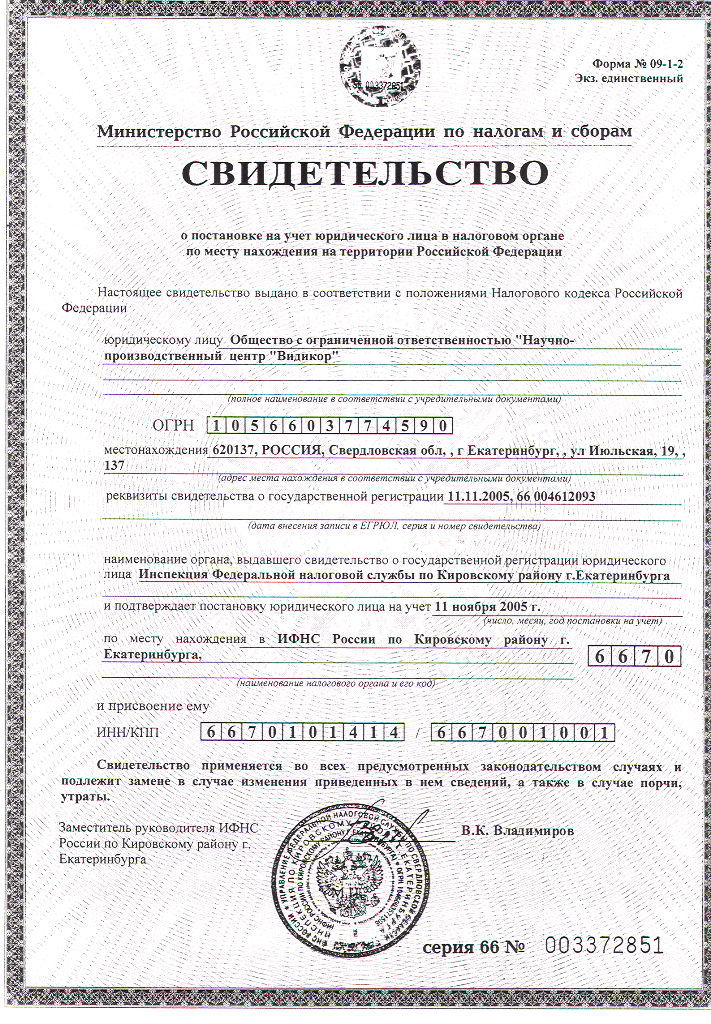 003372851
Форма № 09-1-2
Экз. единственный
Министерство Российской Федерации по налогам и сборам
СВИДЕТЕЛЬСТВО
о постановке на учет юридического лица в налоговом органе
по месту нахождения на территории Российской Федерации
Настоящее свидетельство выдано в соответствии с положениями Налогового кодекса Российской
Федерации
юридическому лицу Общество с ограниченной ответственностью "Научно-
производственный центр "Видикор"
(полное наименование в соответствии с учредительными документами)
ОГРН 1056603774590
местонахождения 620137, РОССИЯ, Свердловская обл, , г Екатеринбург, , ул Июльская, 19, ,
137
(адрес места нахождения в соответствии с учредительными документами)
реквизиты свидетельства о государственной регистрации 11.11.2005, 66 004612093
(дата внесения записи в ЕГРЮЛ, серия и номер свидетельства)
наименование органа, выдавшего свидетельство о государственной регистрации юридического
лица Инспекция Федеральной налоговой службы по Кировскому району г.Екатеринбурга
и подтверждает постановку юридического лица на учет 11 ноября 2005 г.
(число, месяц, год постановки на учет)
по месту нахождения в ИФНС России по Кировскому району г.
Екатеринбурга,
6670
(наименование налогового органа и его код)
и присвоение ему
ИНН/КПП 6670101414 / 667001001
Свидетельство применяется во всех предусмотренных законодательством случаях и
подлежит замене в случае изменения приведенных в нем сведений, а также в случае порчи,
утраты.
Заместитель руководителя ИФНС
России по Кировскому району г.
Екатеринбурга
В.К. Владимиров
серия 66 № 003372851